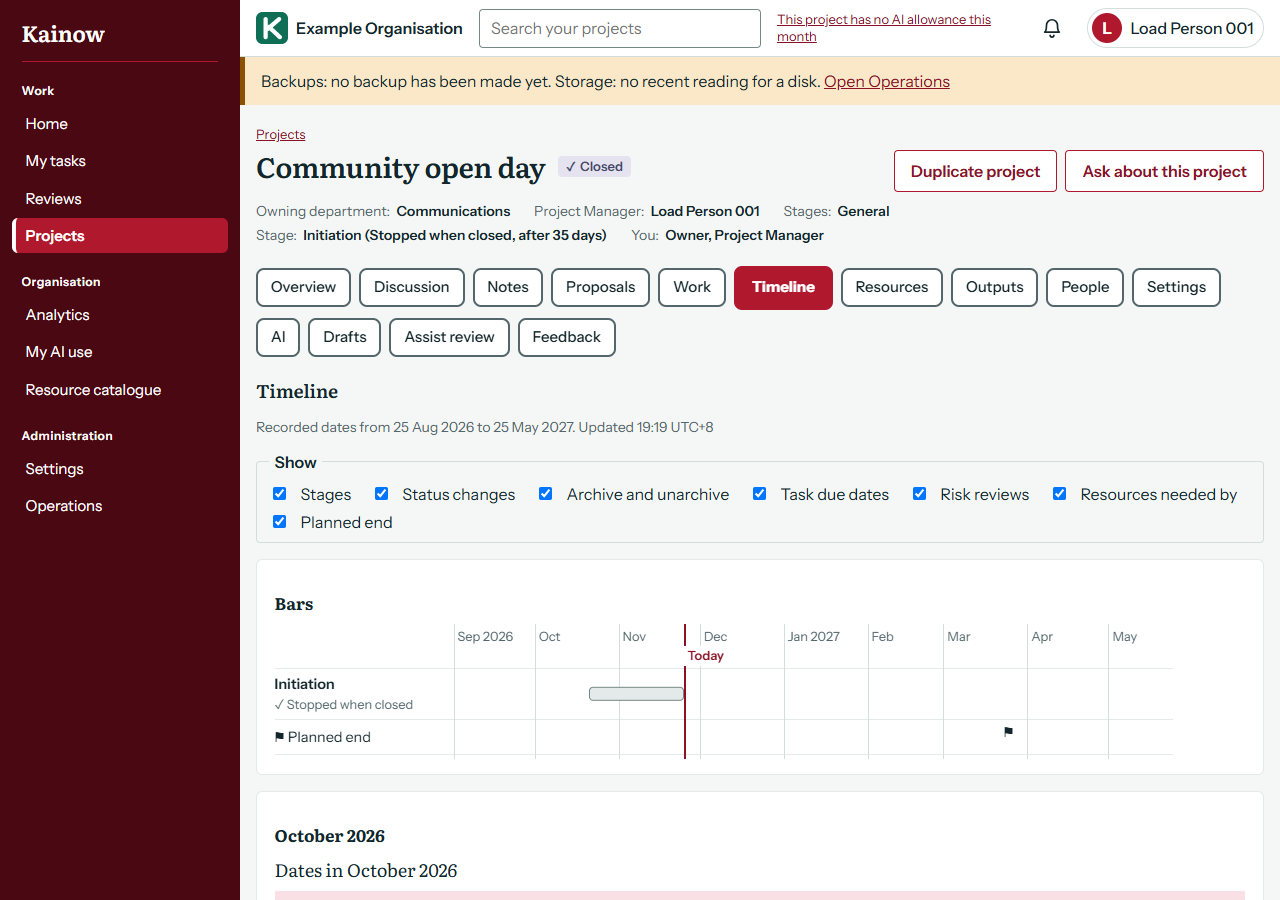 Kainow
Work
Home
My tasks
Reviews
Projects
Organisation
Analytics
My AI use
Resource catalogue
Administration
Settings
Operations
K
Example Organisation
Search your projects
This project has no AI allowance this
month
L
Load Person 001
Backups: no backup has been made yet. Storage: no recent reading for a disk. Open Operations
Projects
Community open day
✓ Closed
Duplicate project
Ask about this project
Owning department: Communications Project Manager: Load Person 001 Stages: General
Stage: Initiation (Stopped when closed, after 35 days) You: Owner, Project Manager
Overview
Discussion
Notes
Proposals
Work
Timeline
Resources
Outputs
People
Settings
AI
Drafts
Assist review
Feedback
Timeline
Recorded dates from 25 Aug 2026 to 25 May 2027. Updated 19:19 UTC+8
Show
Stages Status changes Archive and unarchive Task due dates Risk reviews Resources needed by
Planned end
Bars
Sep 2026 Oct Nov Dec Jan 2027 Feb Mar Apr May
Today
Initiation
✓ Stopped when closed
⚑ Planned end
October 2026
Dates in October 2026